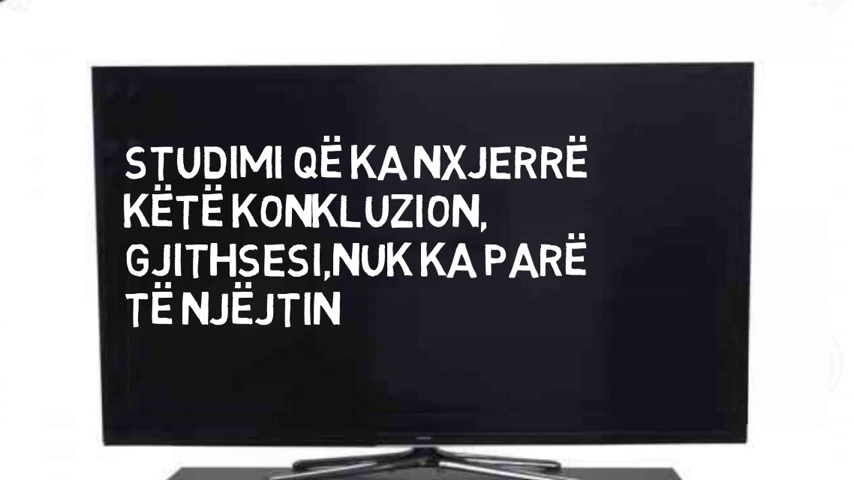 STUDIMI QË KA NXJERRË
KËTË KONKLUZION,
GJITHSESI,NUK KA PARË
TË NJËJTIN